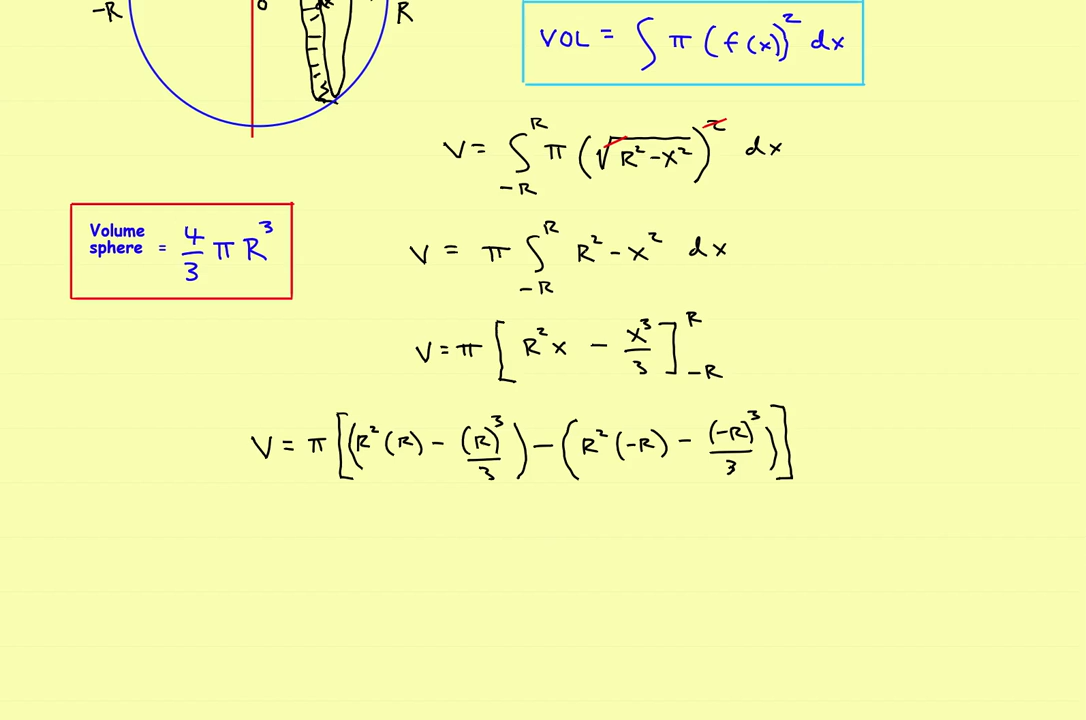 -R 0 R
VOL = ∫ π (f(x))² dx
V = ∫_{-R}^{R} π (√(R² - x²))² dx
Volume
sphere = 4/3 π R³
V = π ∫_{-R}^{R} R² - x² dx
V = π [R²x - x³/3]_{-R}^{R}
V = π [(R²(R) - (R)³/3) - (R²(-R) - (-R)³/3)]